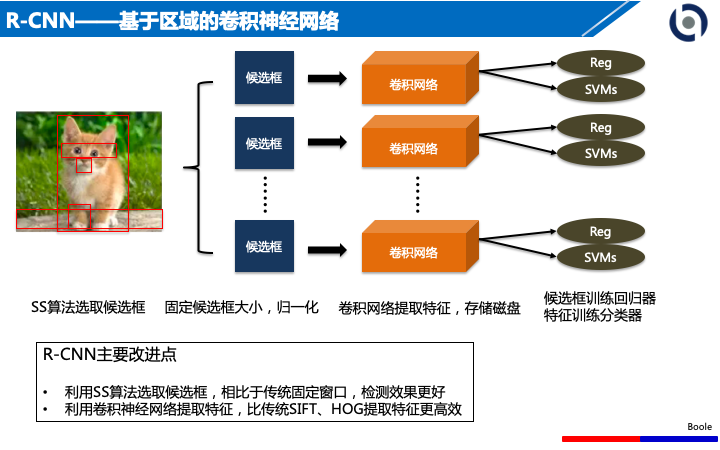 R-CNN——基于区域的卷积神经网络
候选框
卷积网络
Reg
SVMs
候选框
卷积网络
Reg
SVMs
候选框
卷积网络
Reg
SVMs
SS算法选取候选框
固定候选框大小，归一化
卷积网络提取特征，存储磁盘
候选框训练回归器
特征训练分类器
R-CNN主要改进点
• 利用SS算法选取候选框，相比于传统固定窗口，检测效果更好
• 利用卷积神经网络提取特征，比传统SIFT、HOG提取特征更高效
Boole